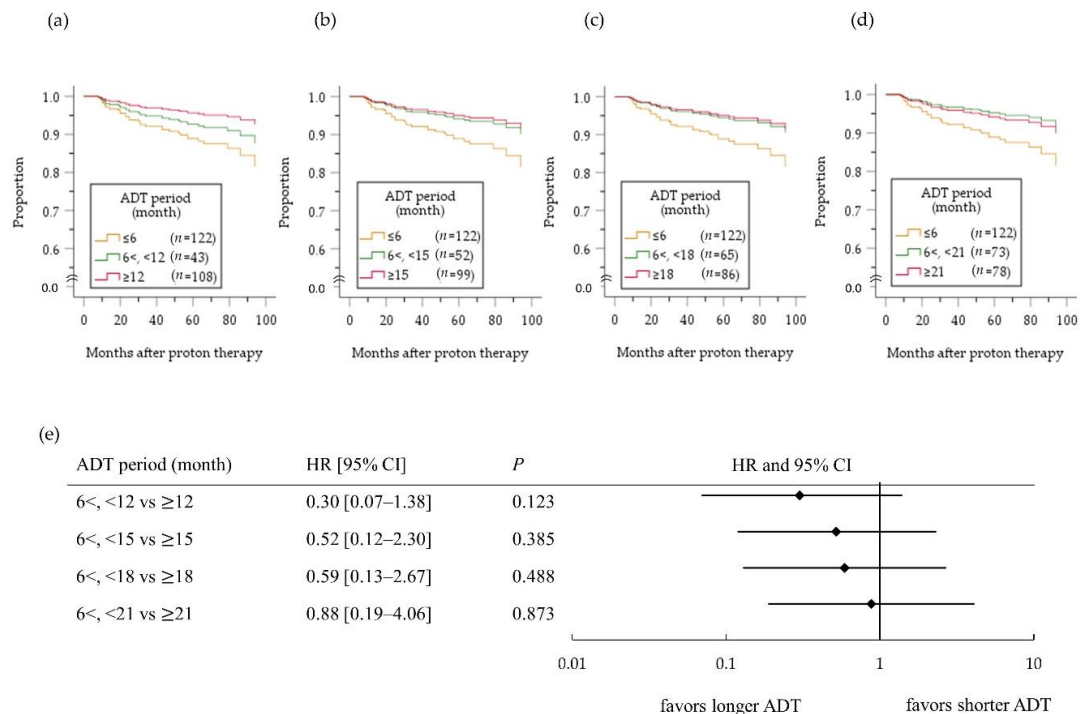 (a)
(b)
(c)
(d)
Proportion
1.0
0.9
0.8
0.7
0.6
0.0
ADT period
(month)
≤6 (n=122)
6<, <12 (n=43)
≥12 (n=108)
0 20 40 60 80 100
Months after proton therapy
Proportion
1.0
0.9
0.8
0.7
0.6
0.0
ADT period
(month)
≤6 (n=122)
6<, <15 (n=52)
≥15 (n=99)
0 20 40 60 80 100
Months after proton therapy
Proportion
1.0
0.9
0.8
0.7
0.6
0.0
ADT period
(month)
≤6 (n=122)
6<, <18 (n=65)
≥18 (n=86)
0 20 40 60 80 100
Months after proton therapy
Proportion
1.0
0.9
0.8
0.7
0.6
0.0
ADT period
(month)
≤6 (n=122)
6<, <21 (n=73)
≥21 (n=78)
0 20 40 60 80 100
Months after proton therapy
(e)
ADT period (month) HR [95% CI] P HR and 95% CI
6<, <12 vs ≥12 0.30 [0.07–1.38] 0.123
6<, <15 vs ≥15 0.52 [0.12–2.30] 0.385
6<, <18 vs ≥18 0.59 [0.13–2.67] 0.488
6<, <21 vs ≥21 0.88 [0.19–4.06] 0.873
0.01 0.1 1 10
favors longer ADT favors shorter ADT